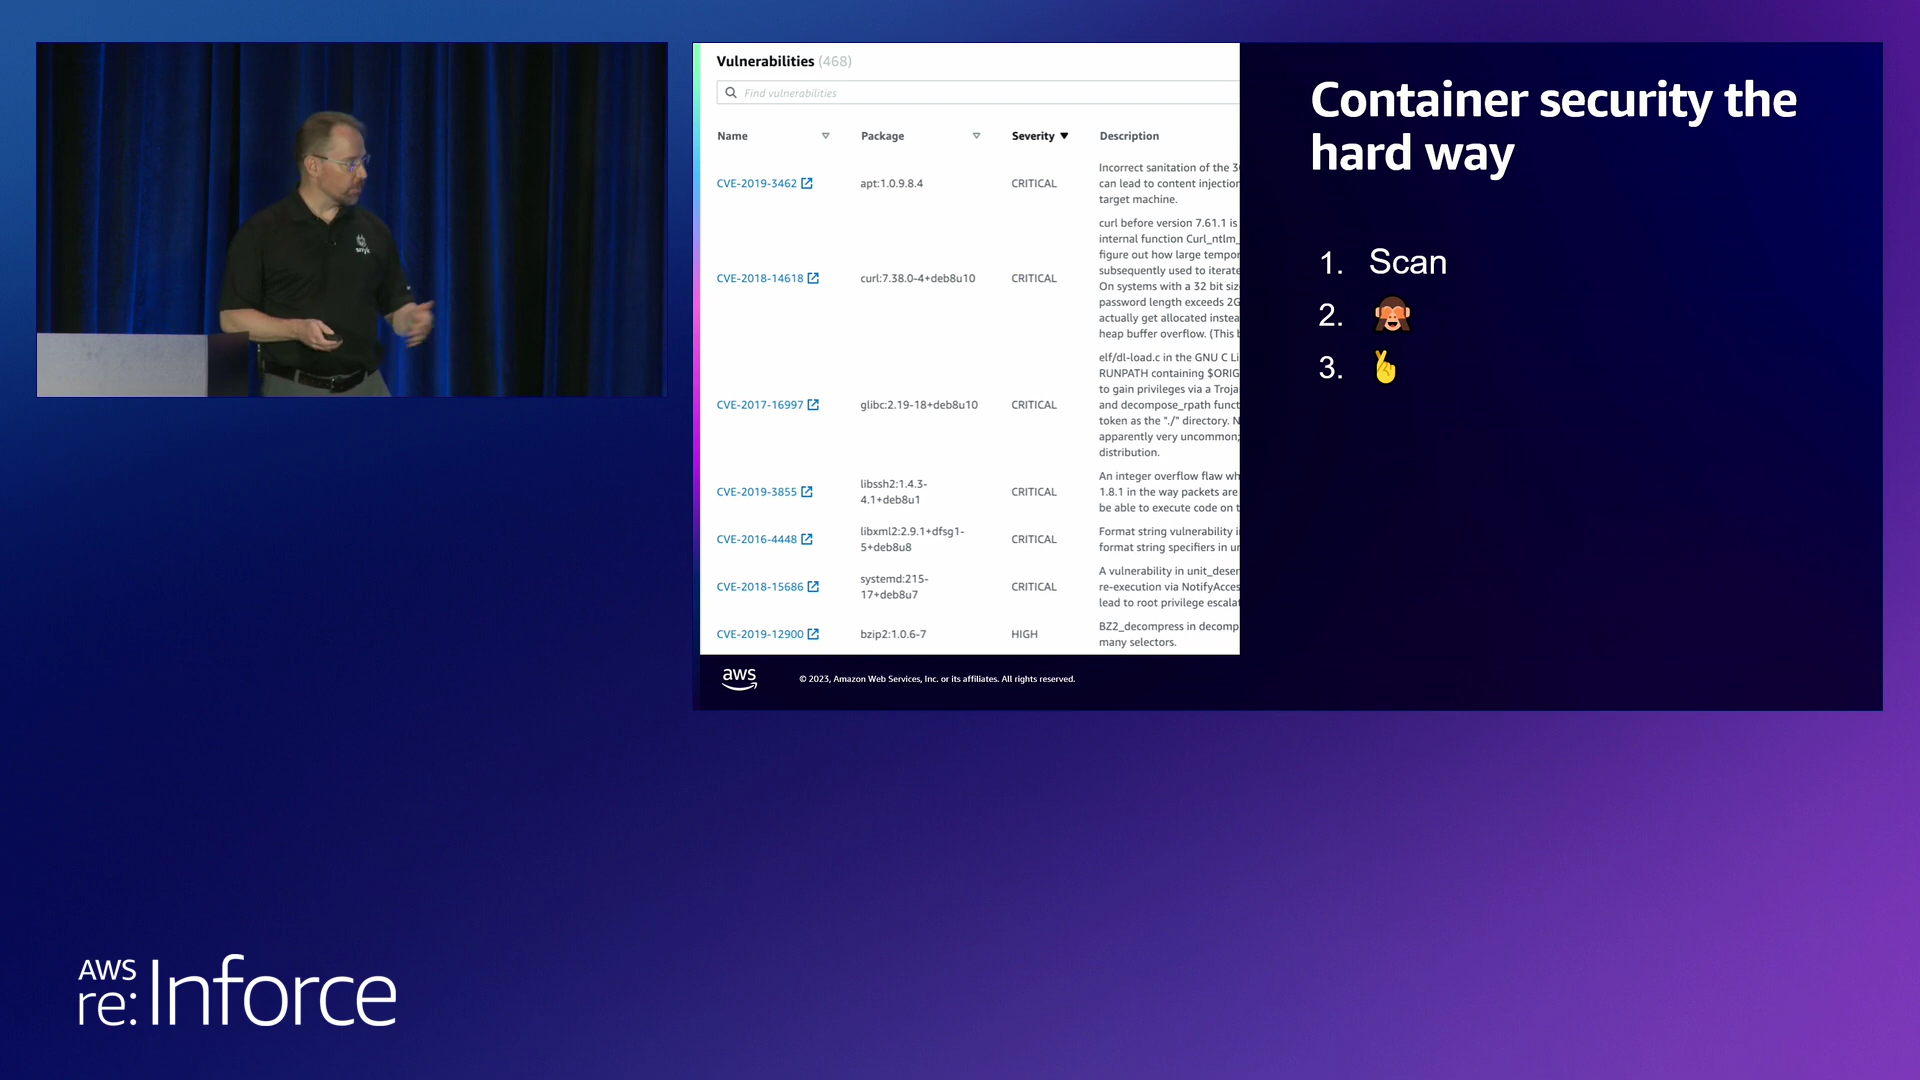 snyk
Vulnerabilities (468)
Find vulnerabilities
Name Package Severity Description
CVE-2019-3462 apt:1.0.9.8.4 CRITICAL
Incorrect sanitation of the 3
can lead to content injection
target machine.
CVE-2018-14618 curl:7.38.0-4+deb8u10 CRITICAL
curl before version 7.61.1 is
internal function Curl_ntlm_
figure out how large tempor
subsequently used to iterate
On systems with a 32 bit siz
password length exceeds 2G
actually get allocated instea
heap buffer overflow. (This b
CVE-2017-16997 glibc:2.19-18+deb8u10 CRITICAL
elf/dl-load.c in the GNU C Li
RUNPATH containing $ORIG
to gain privileges via a Troja
and decompose_rpath funct
token as the "./" directory. N
apparently very uncommon;
distribution.
CVE-2019-3855 libssh2:1.4.3-
4.1+deb8u1 CRITICAL
An integer overflow flaw wh
1.8.1 in the way packets are
be able to execute code on t
CVE-2016-4448 libxml2:2.9.1+dfsg1-
5+deb8u8 CRITICAL
Format string vulnerability i
format string specifiers in ur
CVE-2018-15686 systemd:215-
17+deb8u7 CRITICAL
A vulnerability in unit_deser
re-execution via NotifyAcces
lead to root privilege escalat
CVE-2019-12900 bzip2:1.0.6-7 HIGH
BZ2_decompress in decomp
many selectors.
Container security the
hard way
1. Scan
2. 🙈
3. 🤞
aws © 2023, Amazon Web Services, Inc. or its affiliates. All rights reserved.
AWS
re:Inforce